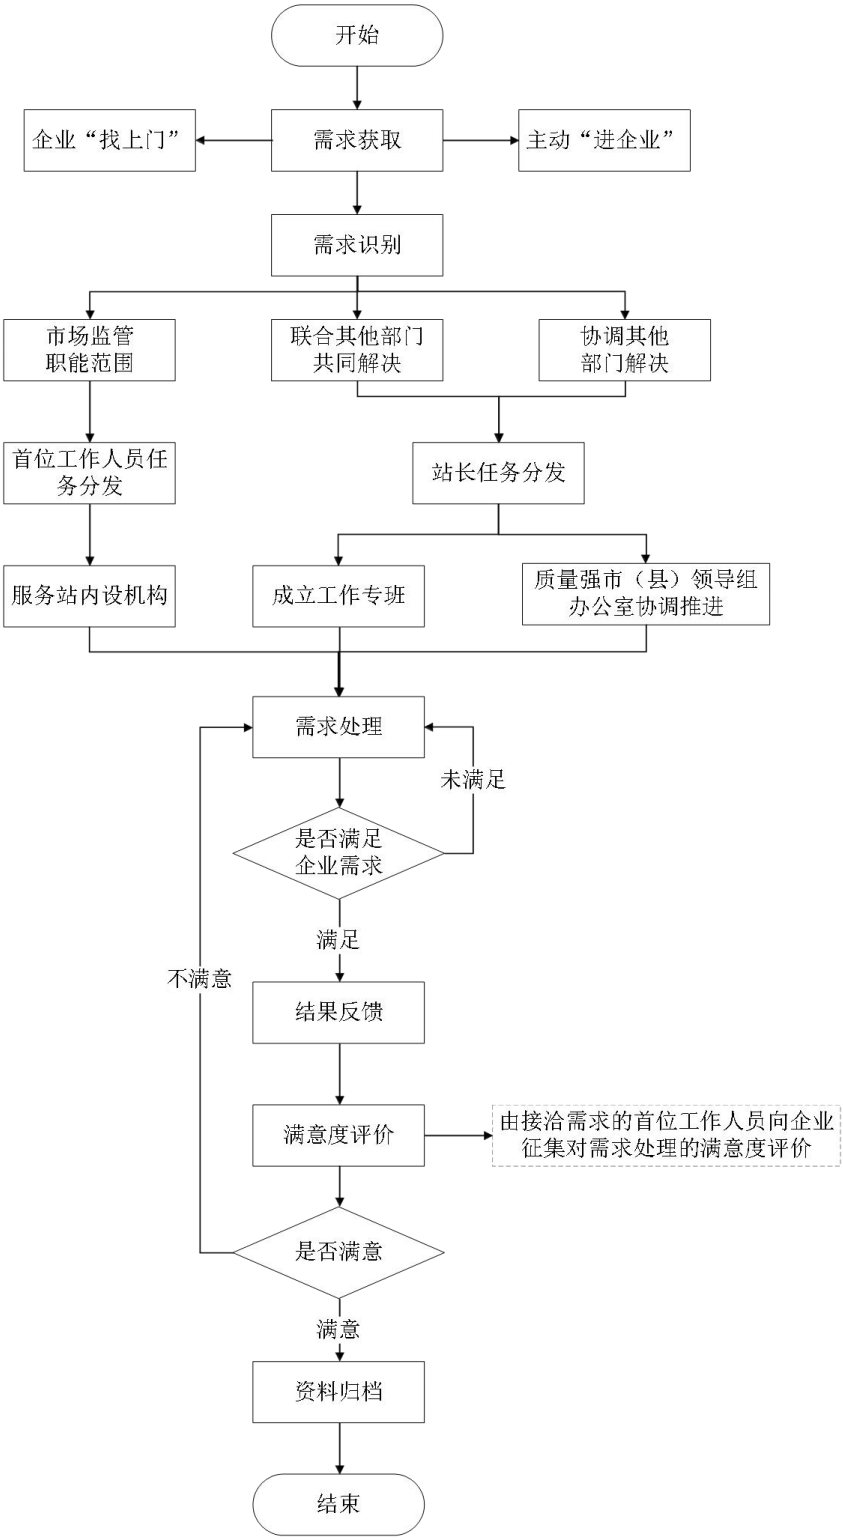 开始
企业“找上门”
需求获取
主动“进企业”
需求识别
市场监管
职能范围
联合其他部门
共同解决
协调其他
部门解决
首位工作人员任
务分发
站长任务分发
服务站内设机构
成立工作专班
质量强市（县）领导组
办公室协调推进
需求处理
未满足
是否满足
企业需求
满足
不满意
结果反馈
满意度评价
由接洽需求的首位工作人员向企业
征集对需求处理的满意度评价
是否满意
满意
资料归档
结束